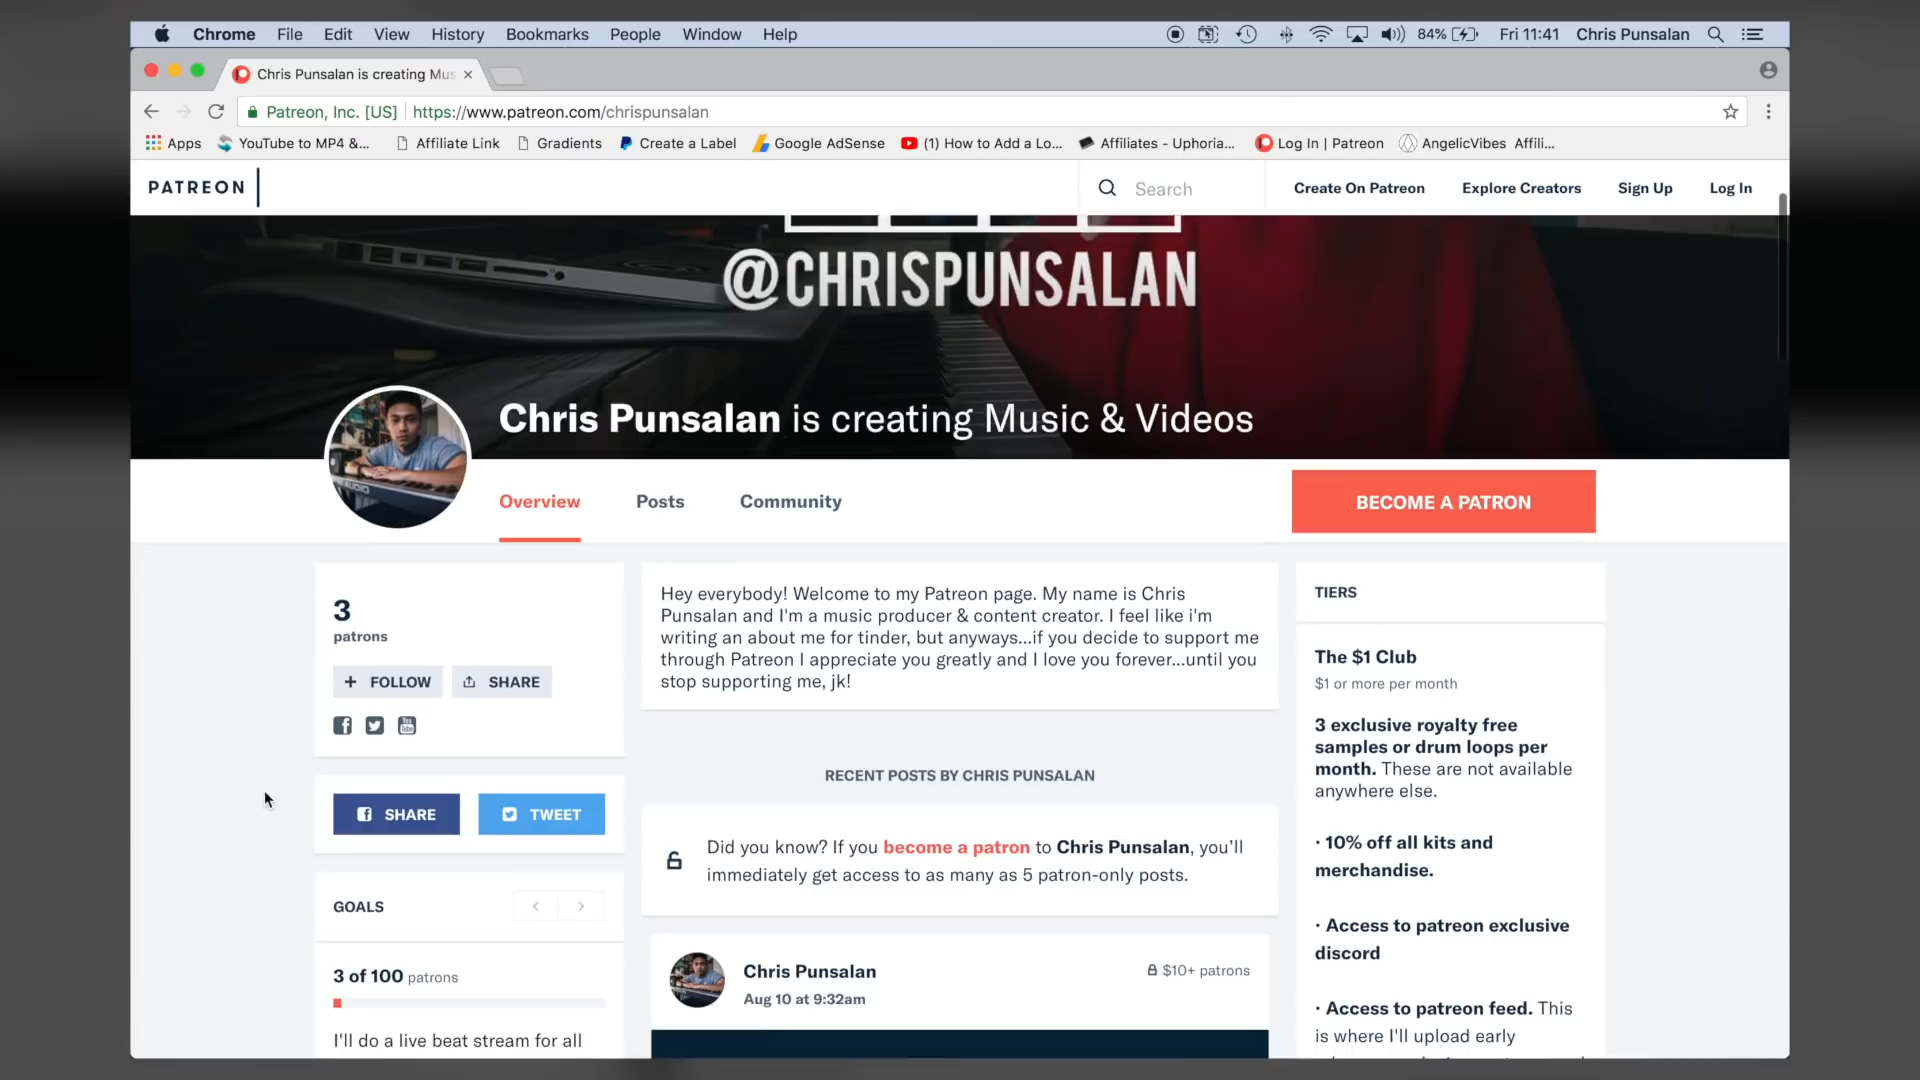 Chrome File Edit View History Bookmarks People Window Help 84% Fri 11:41 Chris Punsalan
Chris Punsalan is creating Mus
Patreon, Inc. [US] https://www.patreon.com/chrispunsalan
Apps YouTube to MP4 &... Affiliate Link Gradients Create a Label Google AdSense (1) How to Add a Lo... Affiliates - Uphoria... Log In | Patreon AngelicVibes Affili...
PATREON Search Create On Patreon Explore Creators Sign Up Log In
@CHRISPUNSALAN
Chris Punsalan is creating Music & Videos
Overview Posts Community BECOME A PATRON
3
patrons
+ FOLLOW SHARE
SHARE TWEET
GOALS
3 of 100 patrons
I'll do a live beat stream for all
Hey everybody! Welcome to my Patreon page. My name is Chris
Punsalan and I'm a music producer & content creator. I feel like i'm
writing an about me for tinder, but anyways...if you decide to support me
through Patreon I appreciate you greatly and I love you forever...until you
stop supporting me, jk!
RECENT POSTS BY CHRIS PUNSALAN
Did you know? If you become a patron to Chris Punsalan, you'll
immediately get access to as many as 5 patron-only posts.
Chris Punsalan
$10+ patrons
Aug 10 at 9:32am
TIERS
The $1 Club
$1 or more per month
3 exclusive royalty free
samples or drum loops per
month. These are not available
anywhere else.
· 10% off all kits and
merchandise.
· Access to patreon exclusive
discord
· Access to patreon feed. This
is where I'll upload early